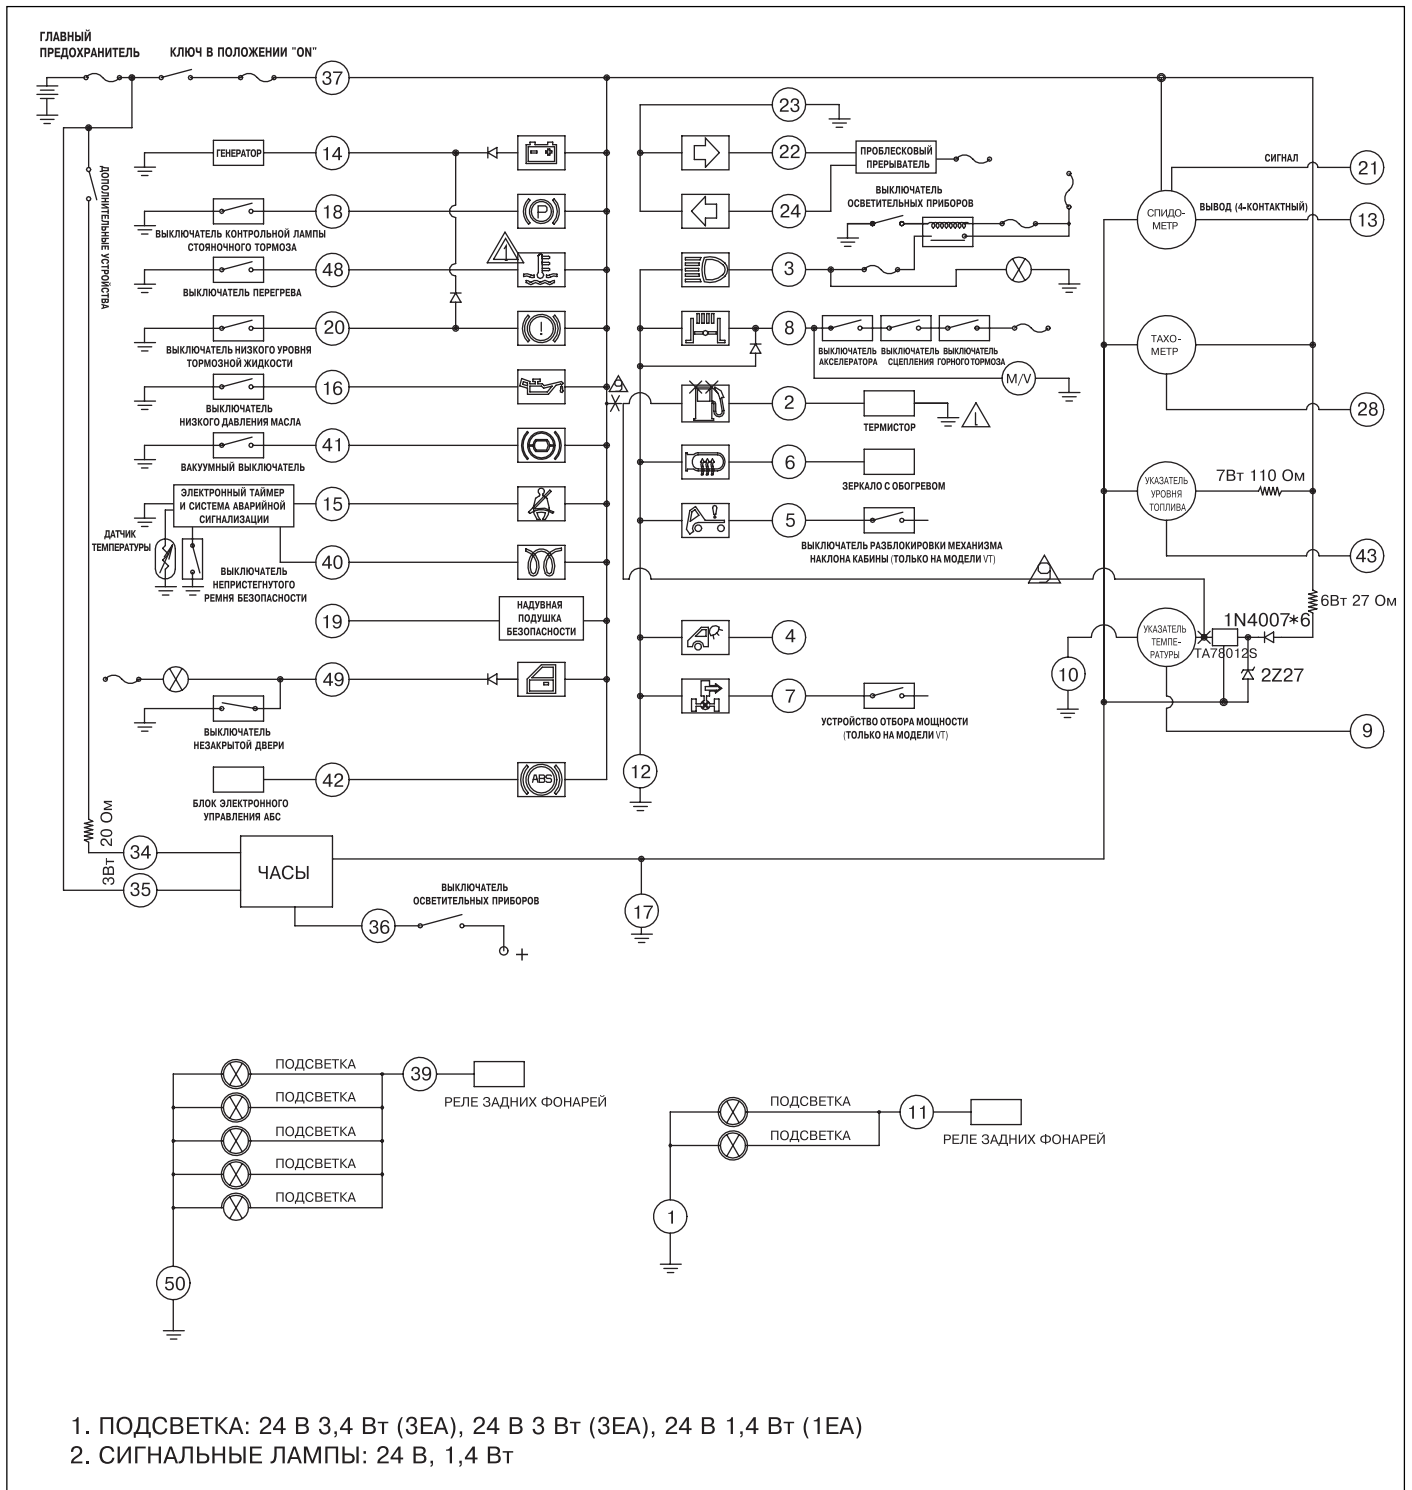 ГЛАВНЫЙ
ПРЕДОХРАНИТЕЛЬ
КЛЮЧ В ПОЛОЖЕНИИ "ON"
37
ДОПОЛНИТЕЛЬНЫЕ УСТРОЙСТВА
ГЕНЕРАТОР
14
18
P
ВЫКЛЮЧАТЕЛЬ КОНТРОЛЬНОЙ ЛАМПЫ
СТОЯНОЧНОГО ТОРМОЗА
1
48
ВЫКЛЮЧАТЕЛЬ ПЕРЕГРЕВА
20
!
ВЫКЛЮЧАТЕЛЬ НИЗКОГО УРОВНЯ
ТОРМОЗНОЙ ЖИДКОСТИ
16
ВЫКЛЮЧАТЕЛЬ
НИЗКОГО ДАВЛЕНИЯ МАСЛА
41
ВАКУУМНЫЙ ВЫКЛЮЧАТЕЛЬ
ЭЛЕКТРОННЫЙ ТАЙМЕР
И СИСТЕМА АВАРИЙНОЙ
СИГНАЛИЗАЦИИ
15
ДАТЧИК
ТЕМПЕРАТУРЫ
40
ВЫКЛЮЧАТЕЛЬ
НЕПРИСТЕГНУТОГО
РЕМНЯ БЕЗОПАСНОСТИ
19
НАДУВНАЯ
ПОДУШКА
БЕЗОПАСНОСТИ
49
ВЫКЛЮЧАТЕЛЬ
НЕЗАКРЫТОЙ ДВЕРИ
42
ABS
БЛОК ЭЛЕКТРОННОГО
УПРАВЛЕНИЯ АБС
3Вт 20 Ом
34
35
ЧАСЫ
36
ВЫКЛЮЧАТЕЛЬ
ОСВЕТИТЕЛЬНЫХ ПРИБОРОВ
+
23
22
ПРОБЛЕСКОВЫЙ
ПРЕРЫВАТЕЛЬ
24
ВЫКЛЮЧАТЕЛЬ
ОСВЕТИТЕЛЬНЫХ ПРИБОРОВ
3
8
ВЫКЛЮЧАТЕЛЬ
АКСЕЛЕРАТОРА
ВЫКЛЮЧАТЕЛЬ
СЦЕПЛЕНИЯ
ВЫКЛЮЧАТЕЛЬ
ГОРНОГО ТОРМОЗА
M/V
2
ТЕРМИСТОР
6
ЗЕРКАЛО С ОБОГРЕВОМ
!
5
ВЫКЛЮЧАТЕЛЬ РАЗБЛОКИРОВКИ МЕХАНИЗМА
НАКЛОНА КАБИНЫ (ТОЛЬКО НА МОДЕЛИ VT)
4
7
УСТРОЙСТВО ОТБОРА МОЩНОСТИ
(ТОЛЬКО НА МОДЕЛИ VT)
12
17
СИГНАЛ
21
СПИДО-
МЕТР
ВЫВОД (4-КОНТАКТНЫЙ)
13
ТАХО-
МЕТР
28
УКАЗАТЕЛЬ
УРОВНЯ
ТОПЛИВА
7Вт 110 Ом
43
6Вт 27 Ом
1N4007*6
УКАЗАТЕЛЬ
ТЕМПЕ-
РАТУРЫ
TA78012S
10
2Z27
9
ПОДСВЕТКА
39
РЕЛЕ ЗАДНИХ ФОНАРЕЙ
ПОДСВЕТКА
ПОДСВЕТКА
ПОДСВЕТКА
ПОДСВЕТКА
50
ПОДСВЕТКА
11
РЕЛЕ ЗАДНИХ ФОНАРЕЙ
ПОДСВЕТКА
1
1. ПОДСВЕТКА: 24 В 3,4 Вт (3EA), 24 В 3 Вт (3EA), 24 В 1,4 Вт (1EA)
2. СИГНАЛЬНЫЕ ЛАМПЫ: 24 В, 1,4 Вт